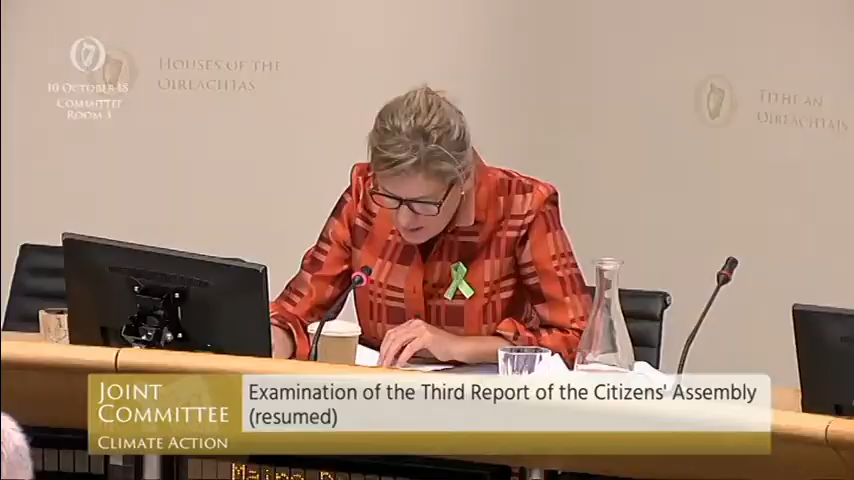 HOUSES OF THE
OIREACHTAS
10 OCTOBER 18
COMMITTEE
ROOM 3
TITHE AN
OIREACHTAIS
JOINT
COMMITTEE
CLIMATE ACTION
Examination of the Third Report of the Citizens' Assembly
(resumed)